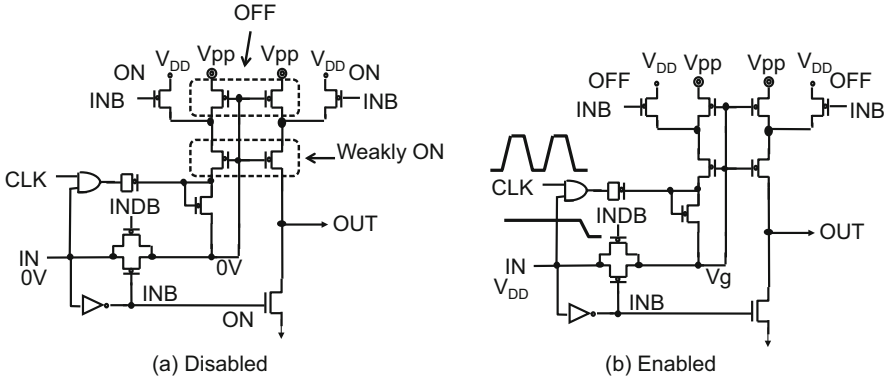 OFF
V_DD Vpp Vpp V_DD
ON ON
INB INB
Weakly ON
CLK
INDB
OUT
IN
0V
0V
INB
ON
(a) Disabled
V_DD Vpp Vpp V_DD
OFF OFF
INB INB
CLK
INDB
OUT
IN
V_DD
Vg
INB
(b) Enabled